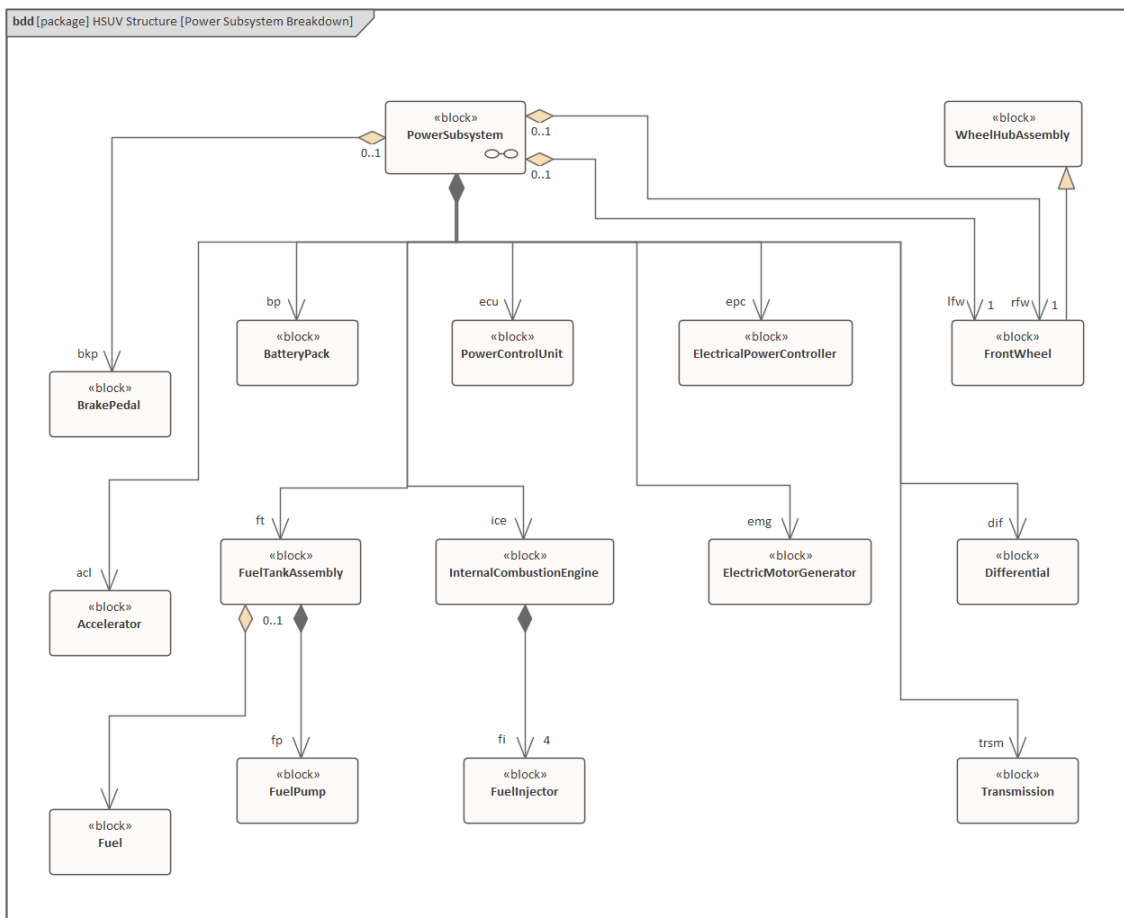 bdd [package] HSUV Structure [Power Subsystem Breakdown]
«block»
PowerSubsystem
0..1
0..1
0..1
«block»
WheelHubAssembly
bkp
bp
ecu
epc
lfw
1
rfw
1
«block»
BrakePedal
«block»
BatteryPack
«block»
PowerControlUnit
«block»
ElectricalPowerController
«block»
FrontWheel
acl
ft
ice
emg
dif
«block»
Accelerator
«block»
FuelTankAssembly
«block»
InternalCombustionEngine
«block»
ElectricMotorGenerator
«block»
Differential
0..1
fp
fi
4
trsm
«block»
Fuel
«block»
FuelPump
«block»
FuelInjector
«block»
Transmission